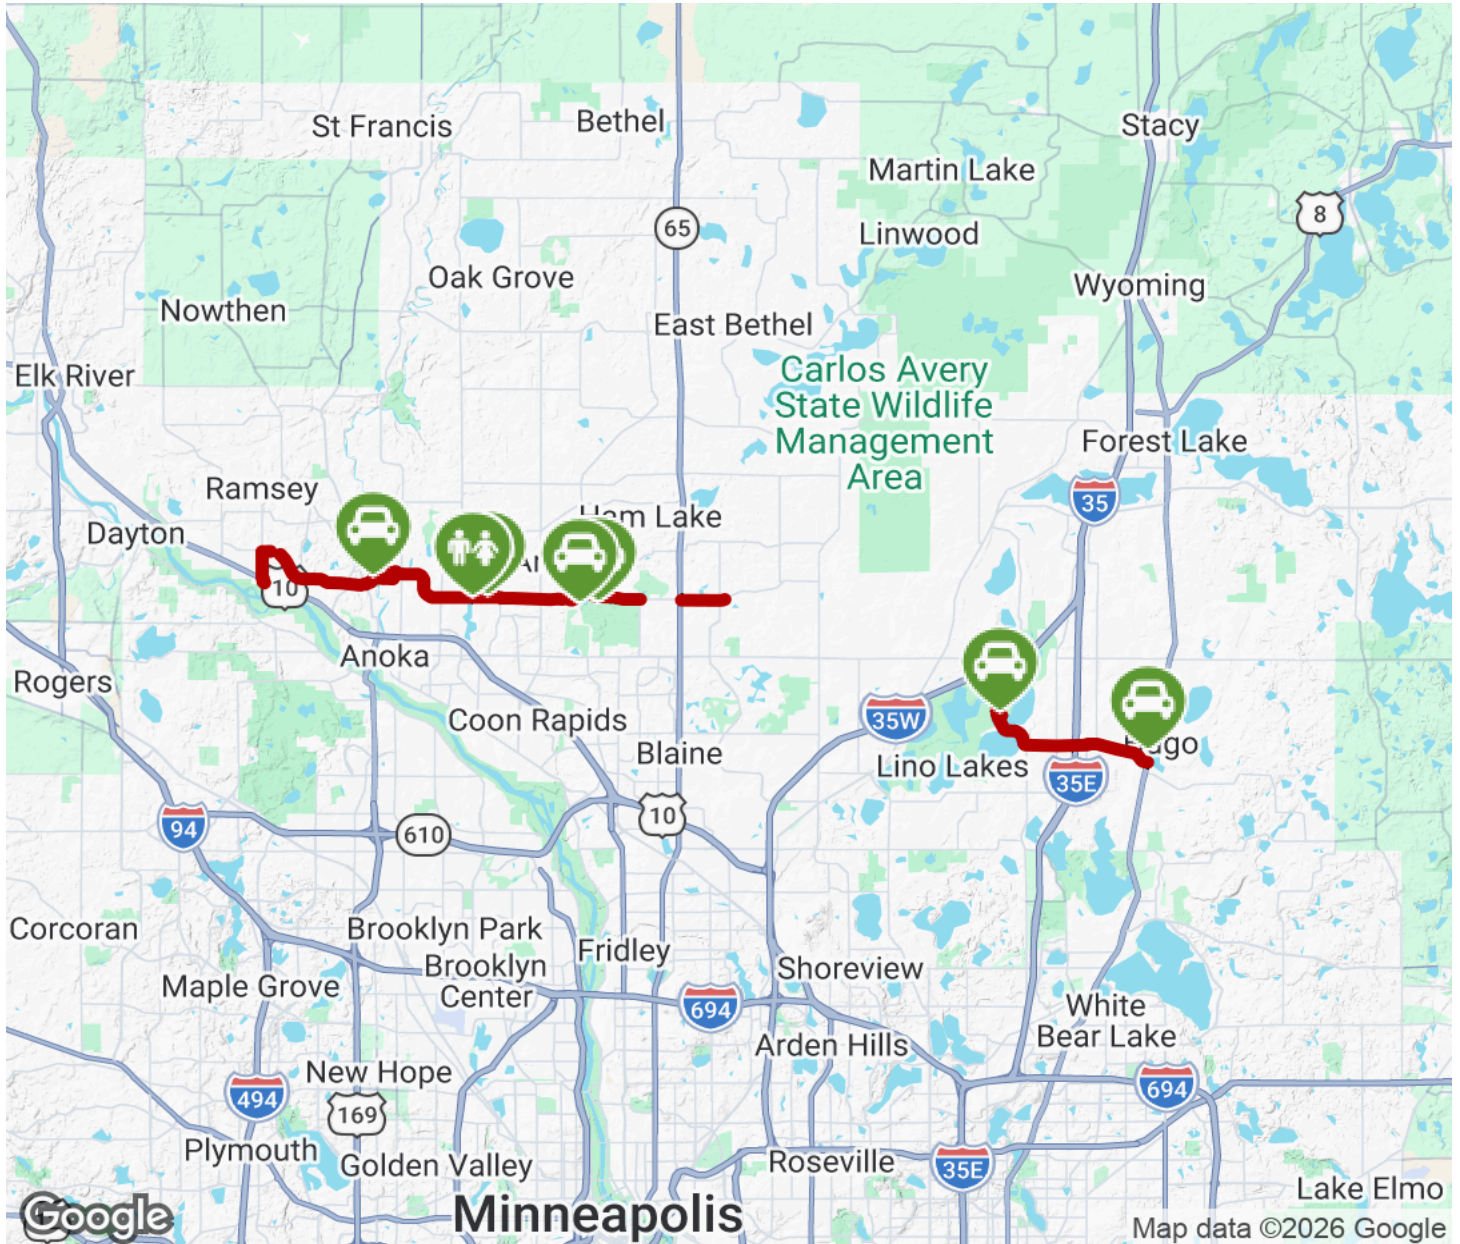 St Francis
Bethel
Stacy
Martin Lake
8
65
Linwood
Oak Grove
Wyoming
Nowthen
East Bethel
Elk River
Carlos Avery
State Wildlife
Management
Area
Forest Lake
Ramsey
35
Ham Lake
Dayton
10
Anoka
Rogers
Coon Rapids
35W
Blaine
Lino Lakes
35E
10
94
610
Corcoran
Brooklyn Park
Fridley
Brooklyn
Center
Shoreview
Maple Grove
694
White
Bear Lake
Arden Hills
New Hope
494
169
694
Plymouth
Golden Valley
Roseville
35E
Lake Elmo
Minneapolis
Google
Map data ©2026 Google